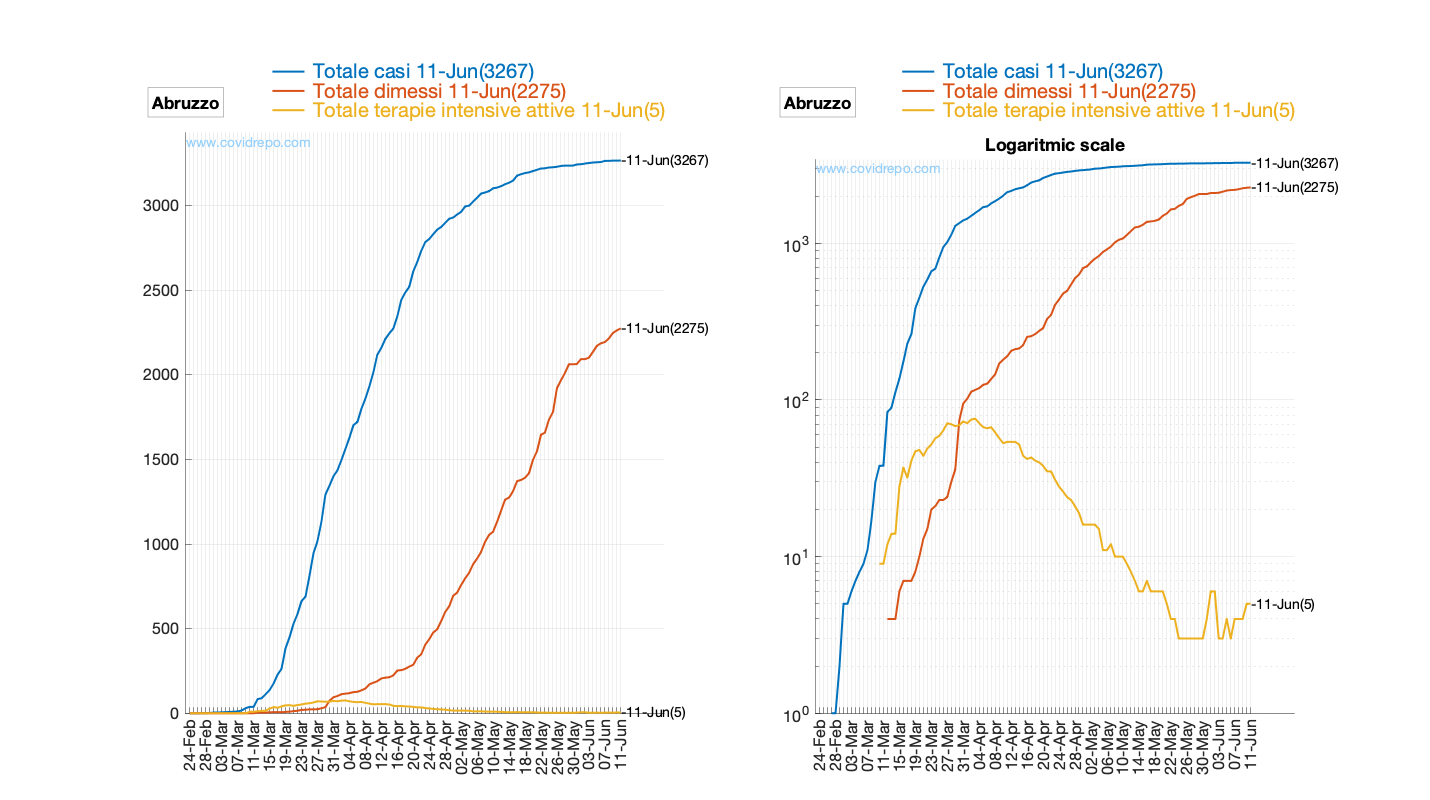 Totale casi 11-Jun(3267)
Totale dimessi 11-Jun(2275)
Totale terapie intensive attive 11-Jun(5)
Abruzzo
www.covidrepo.com
-11-Jun(3267)
-11-Jun(2275)
-11-Jun(5)
3000
2500
2000
1500
1000
500
0
24-Feb
28-Feb
03-Mar
07-Mar
11-Mar
15-Mar
19-Mar
23-Mar
27-Mar
31-Mar
04-Apr
08-Apr
12-Apr
16-Apr
20-Apr
24-Apr
28-Apr
02-May
06-May
10-May
14-May
18-May
22-May
26-May
30-May
03-Jun
07-Jun
11-Jun
Totale casi 11-Jun(3267)
Totale dimessi 11-Jun(2275)
Totale terapie intensive attive 11-Jun(5)
Abruzzo
Logaritmic scale
www.covidrepo.com
-11-Jun(3267)
-11-Jun(2275)
-11-Jun(5)
10³
10²
10¹
10⁰
24-Feb
28-Feb
03-Mar
07-Mar
11-Mar
15-Mar
19-Mar
23-Mar
27-Mar
31-Mar
04-Apr
08-Apr
12-Apr
16-Apr
20-Apr
24-Apr
28-Apr
02-May
06-May
10-May
14-May
18-May
22-May
26-May
30-May
03-Jun
07-Jun
11-Jun